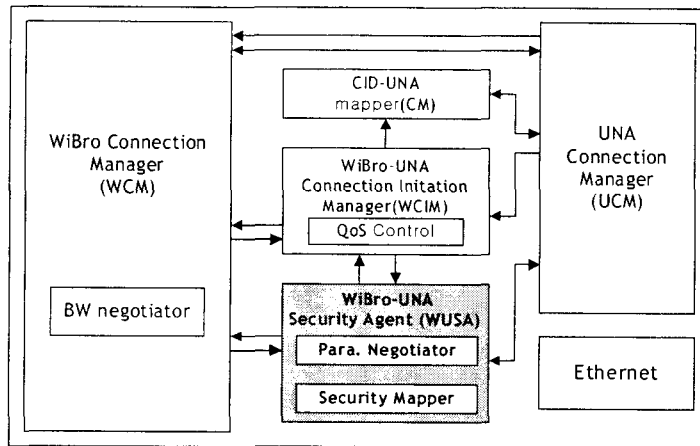 WiBro Connection
Manager
(WCM)
BW negotiator
CID-UNA
mapper(CM)
WiBro-UNA
Connection Initation
Manager(WCIM)
QoS Control
WiBro-UNA
Security Agent (WUSA)
Para. Negotiator
Security Mapper
UNA
Connection
Manager
(UCM)
Ethernet